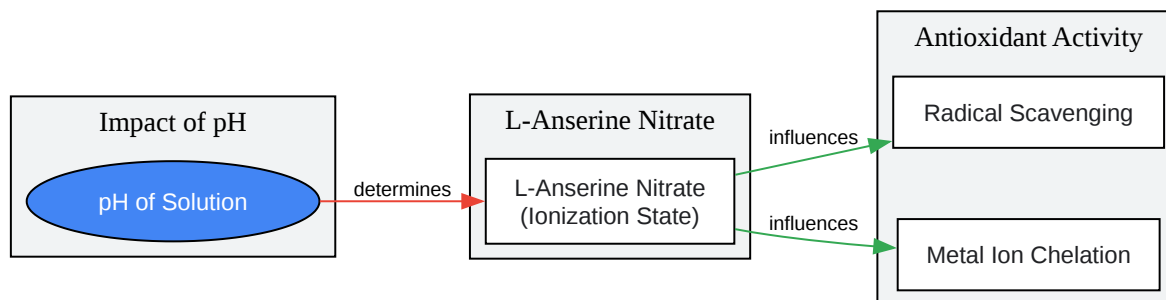 Impact of pH
pH of Solution
determines
L-Anserine Nitrate
L-Anserine Nitrate
(Ionization State)
influences
influences
Antioxidant Activity
Radical Scavenging
Metal Ion Chelation